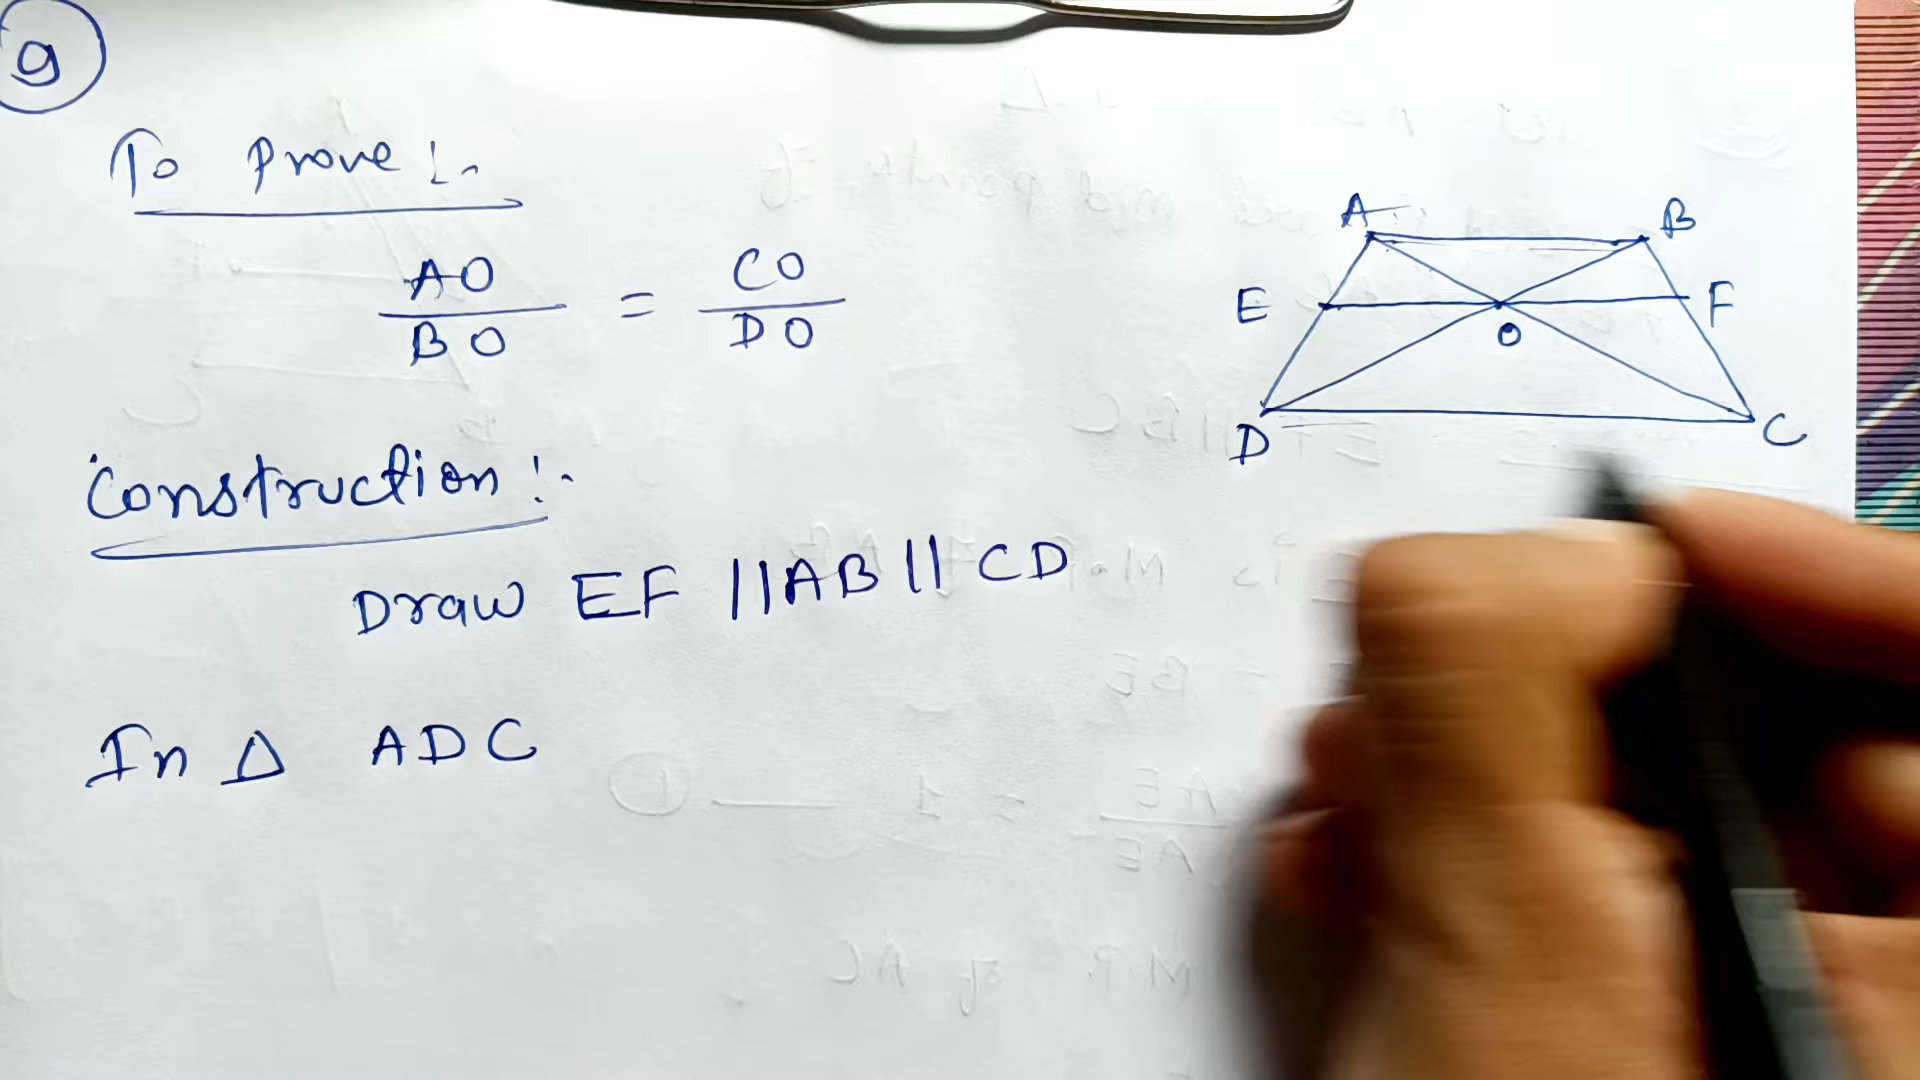 9
To Prove :-
AO/BO = CO/DO
A B
E F
O
D C
Construction :-
Draw EF ||AB || CD
In Δ ADC